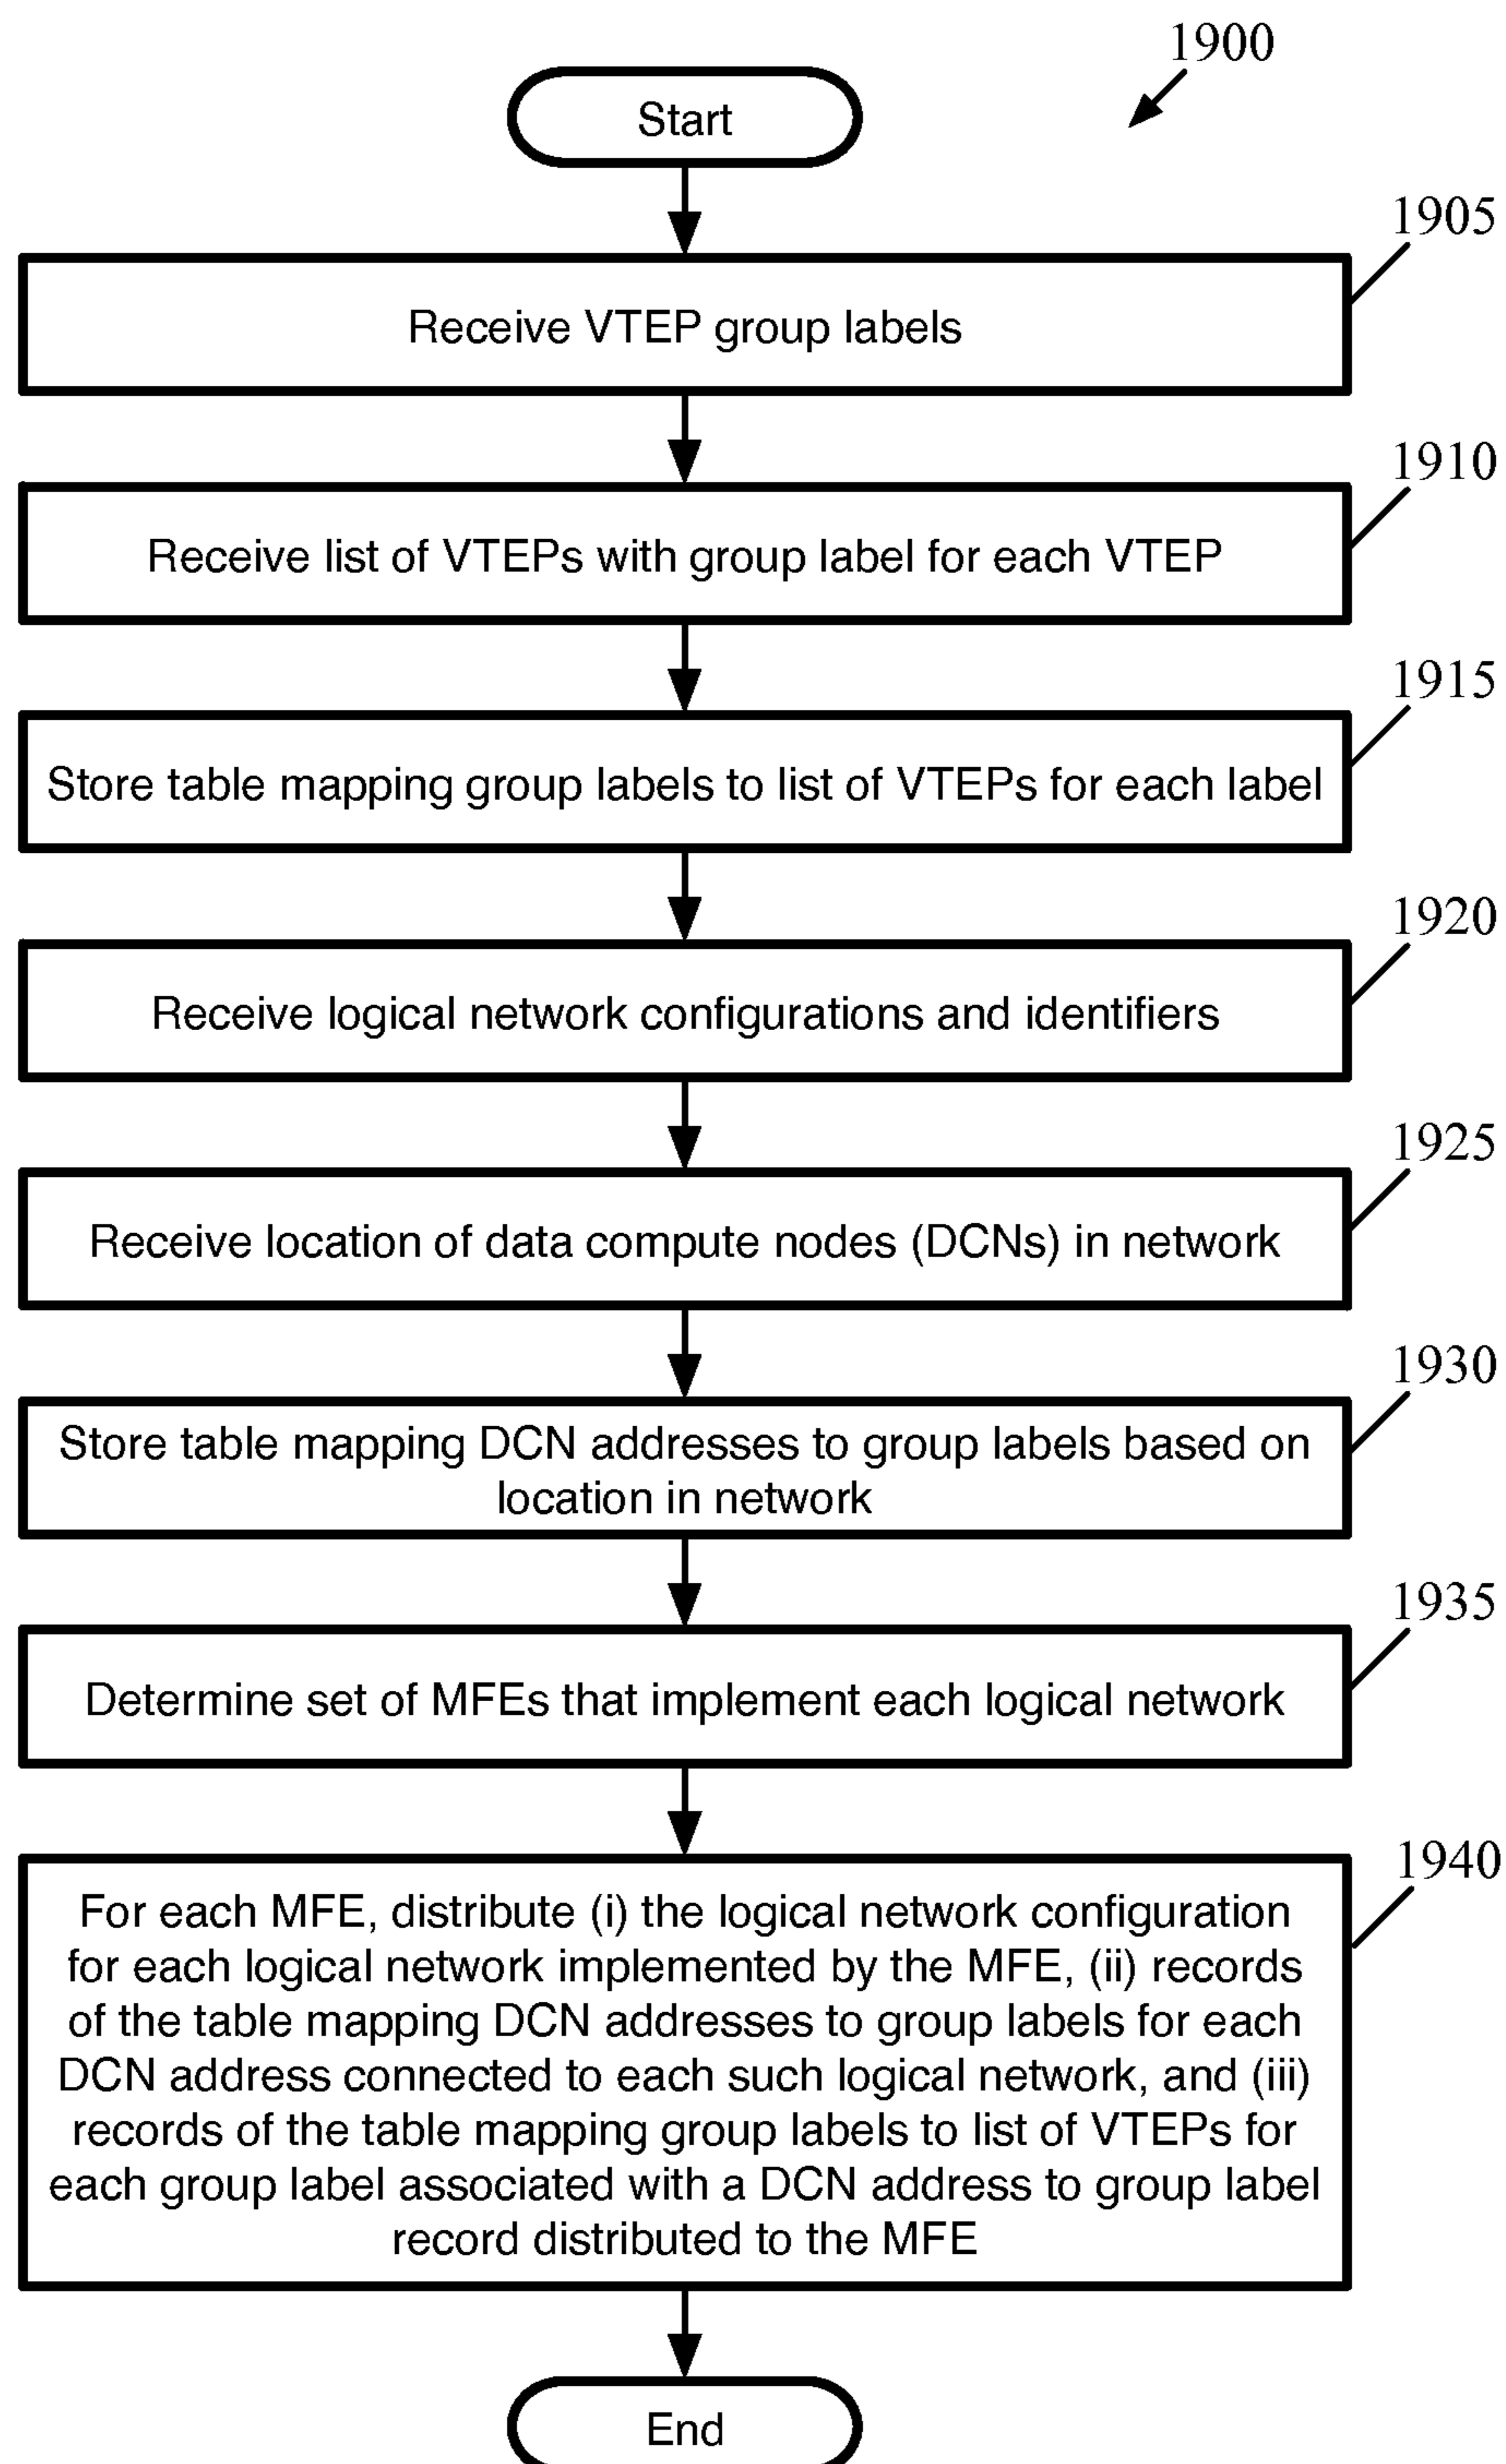 1900
Start
1905
Receive VTEP group labels
1910
Receive list of VTEPs with group label for each VTEP
1915
Store table mapping group labels to list of VTEPs for each label
1920
Receive logical network configurations and identifiers
1925
Receive location of data compute nodes (DCNs) in network
1930
Store table mapping DCN addresses to group labels based on
location in network
1935
Determine set of MFEs that implement each logical network
1940
For each MFE, distribute (i) the logical network configuration
for each logical network implemented by the MFE, (ii) records
of the table mapping DCN addresses to group labels for each
DCN address connected to each such logical network, and (iii)
records of the table mapping group labels to list of VTEPs for
each group label associated with a DCN address to group label
record distributed to the MFE
End